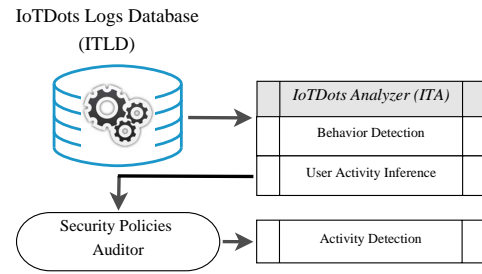 IoTDots Logs Database
(ITLD)
IoTDots Analyzer (ITA)
Behavior Detection
User Activity Inference
Security Policies
Auditor
Activity Detection